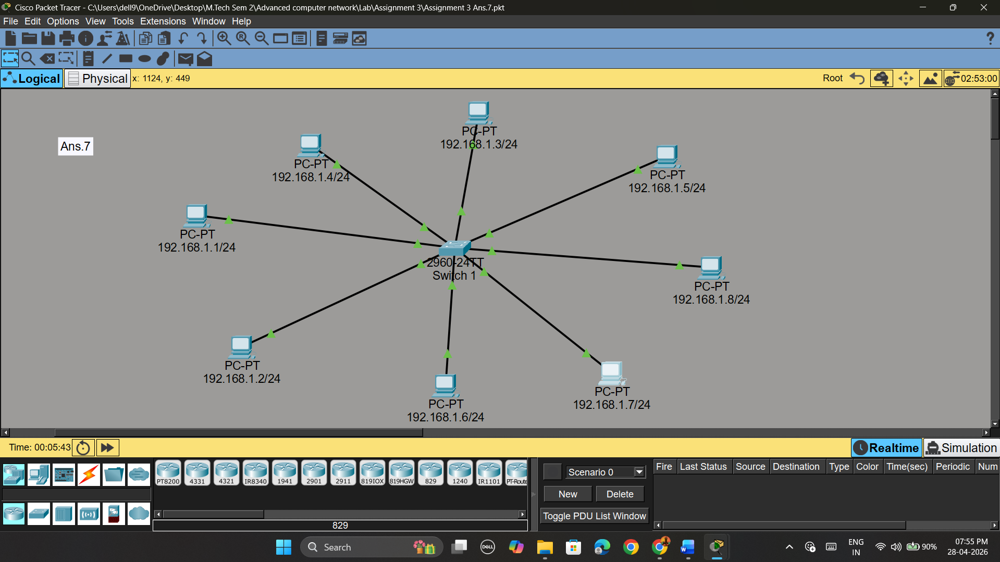 Cisco Packet Tracer - C:\Users\dell9\OneDrive\Desktop\M.Tech Sem 2\Advanced computer network\Lab\Assignment 3\Assignment 3 Ans.7.pkt
File Edit Options View Tools Extensions Window Help
Logical Physical x: 1124, y: 449 Root 02:53:00
Ans.7
PC-PT
192.168.1.3/24
PC-PT
192.168.1.4/24
PC-PT
192.168.1.5/24
PC-PT
192.168.1.1/24
2960-24TT
Switch 1
PC-PT
192.168.1.8/24
PC-PT
192.168.1.2/24
PC-PT
192.168.1.6/24
PC-PT
192.168.1.7/24
Time: 00:05:43 Realtime Simulation
PT8200 4331 4321 IR8340 1941 2901 2911 819IOX 819HGW 829 1240 IR1101 PT-Route
829
Scenario 0
New Delete
Toggle PDU List Window
Fire Last Status Source Destination Type Color Time(sec) Periodic Num
Search
DELL
W
ENG
IN
90%
07:55 PM
28-04-2026